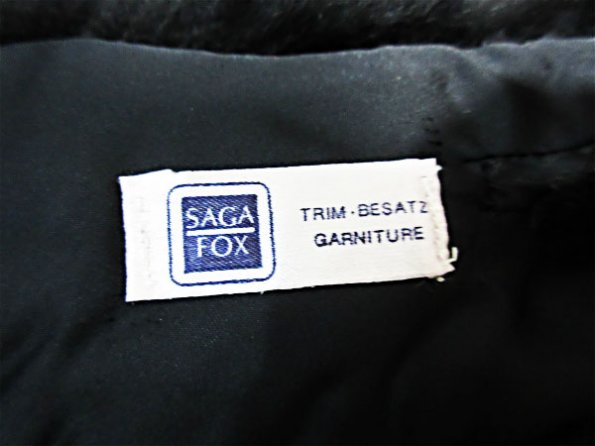 SAGA
FOX
TRIM · BESATZ
GARNITURE